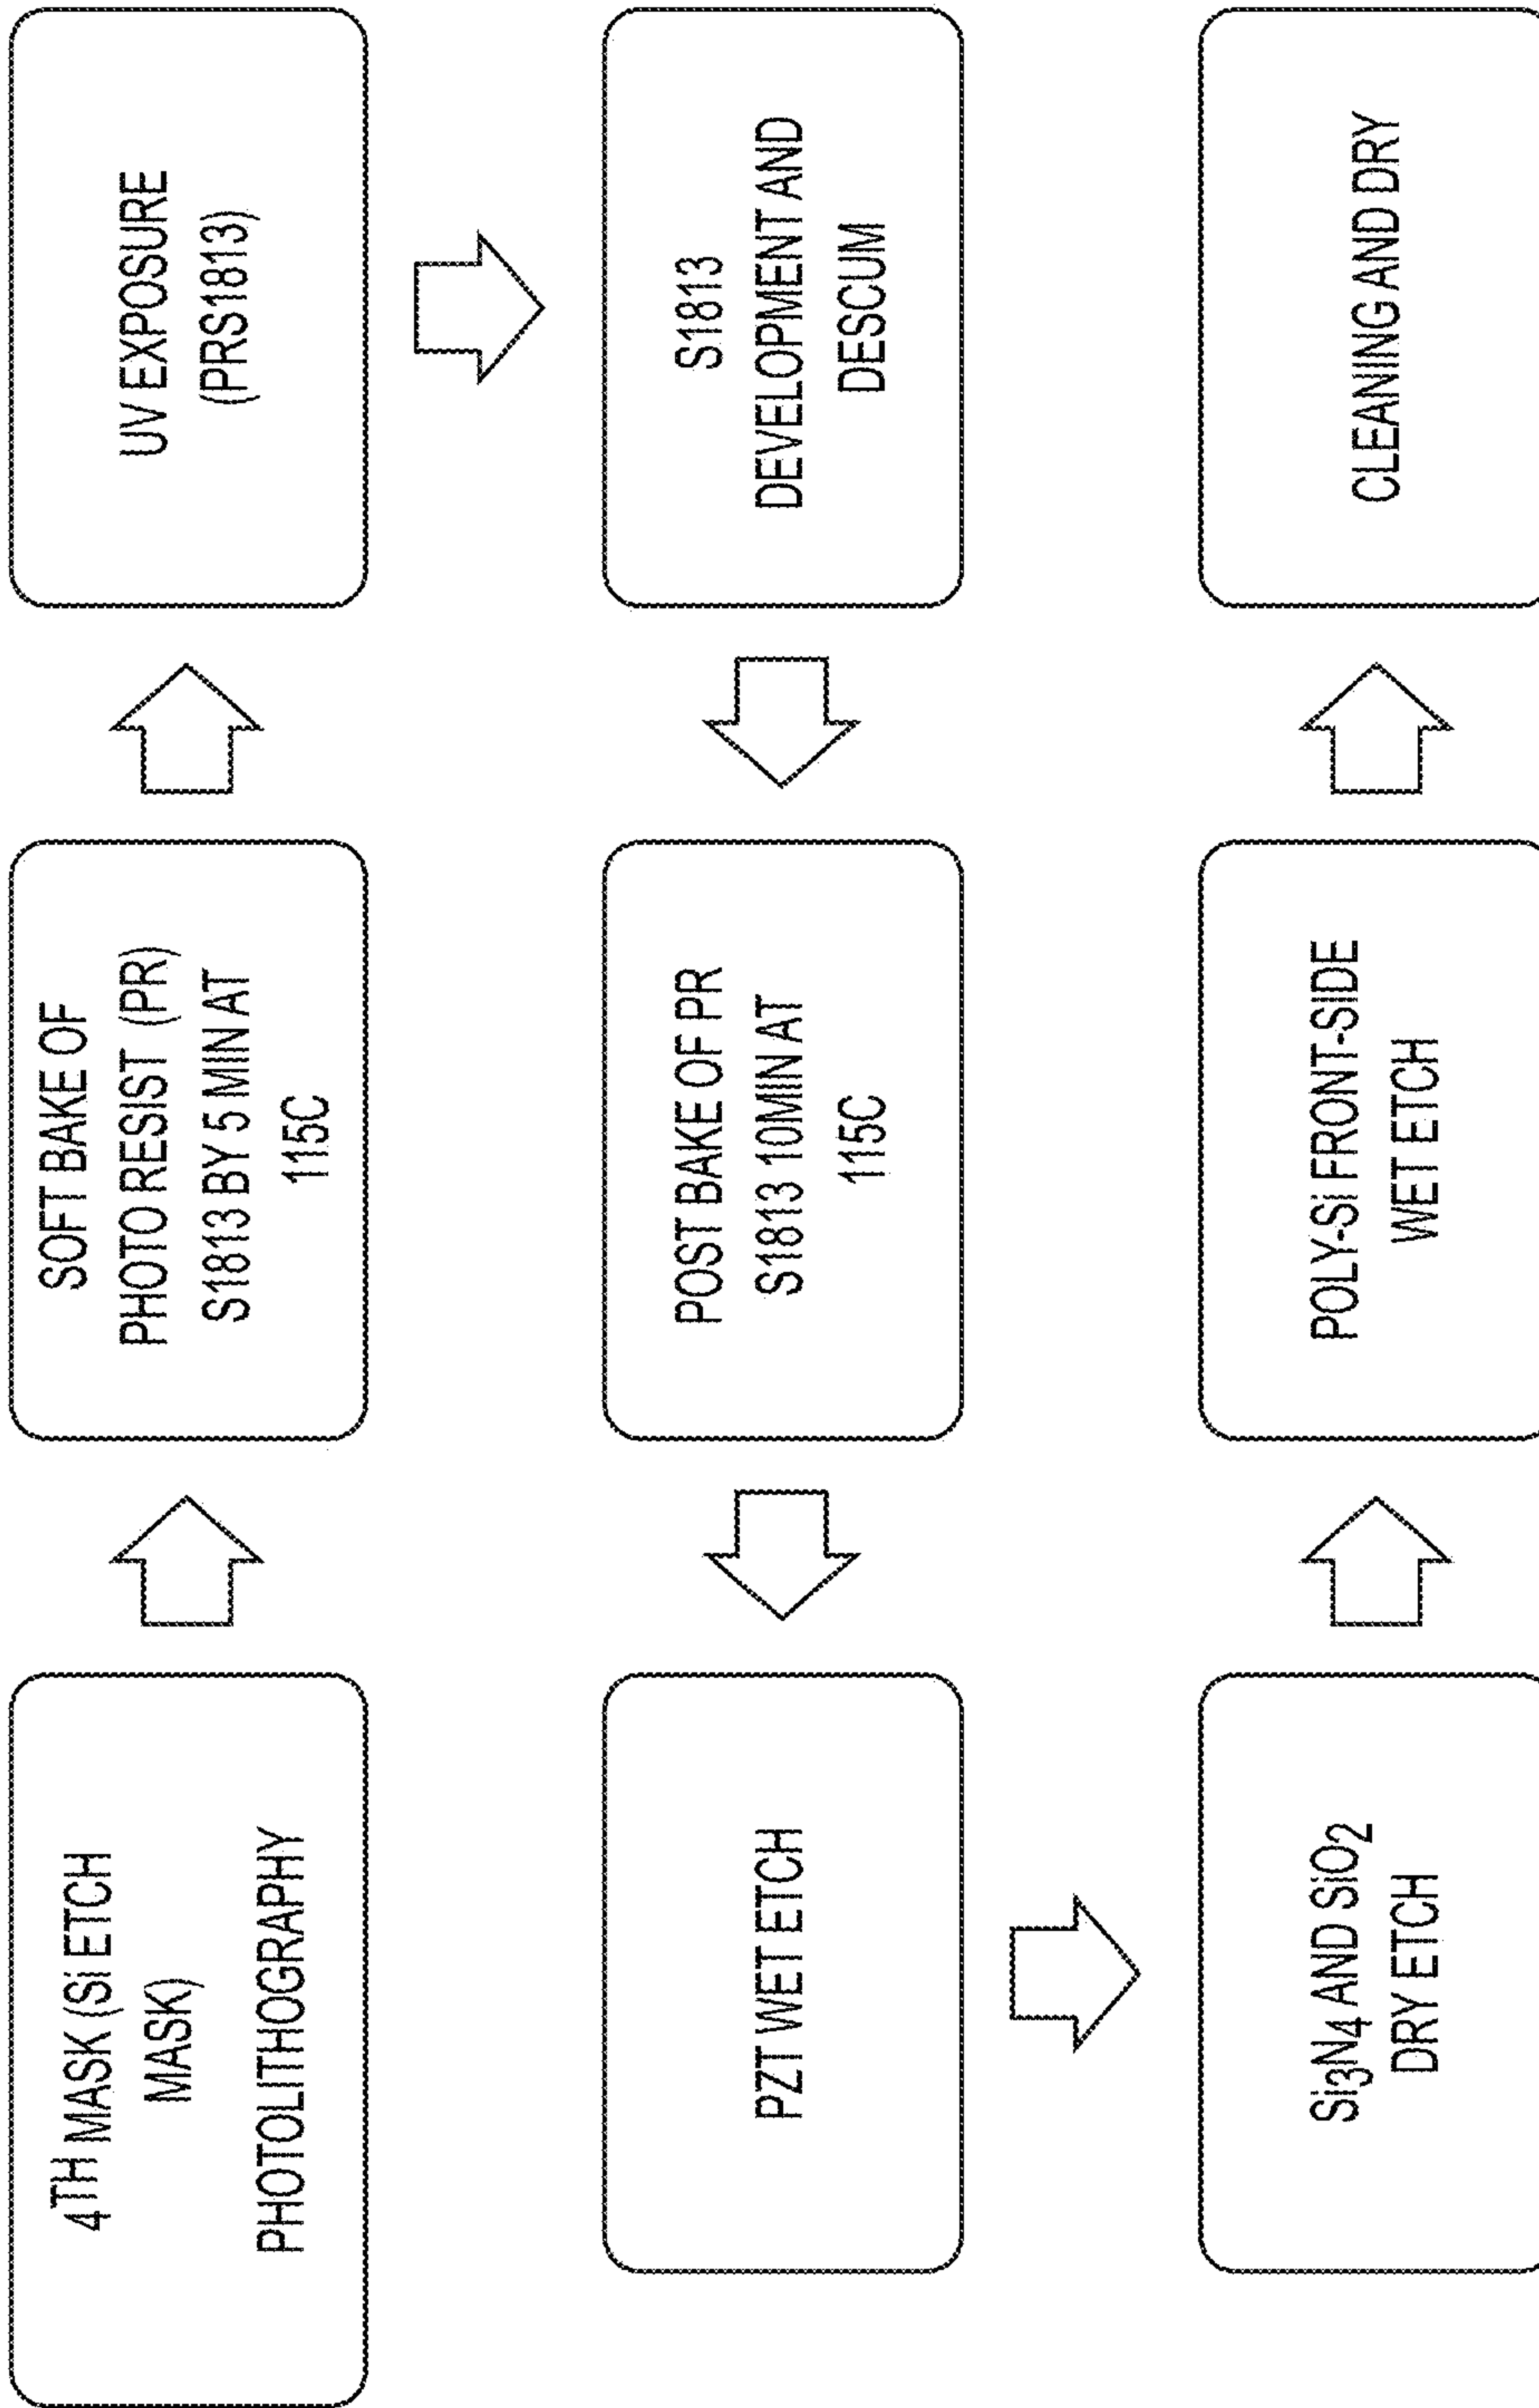 4TH MASK (Si ETCH
MASK)
PHOTOLITHOGRAPHY
SOFT BAKE OF
PHOTO RESIST (PR)
S1813 BY 5 MIN AT
115C
UV EXPOSURE
(PRS1813)
S1813
DEVELOPMENT AND
DESCUM
POST BAKE OF PR
S1813 10MIN AT
115C
PZT WET ETCH
Si3N4 AND SiO2
DRY ETCH
POLY-Si FRONT-SIDE
WET ETCH
CLEANING AND DRY